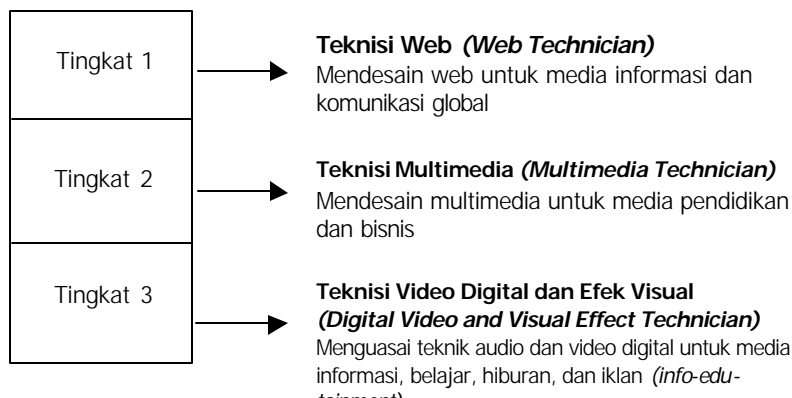 Tingkat 1
Teknisi Web (Web Technician)
Mendesain web untuk media informasi dan
komunikasi global
Tingkat 2
Teknisi Multimedia (Multimedia Technician)
Mendesain multimedia untuk media pendidikan
dan bisnis
Tingkat 3
Teknisi Video Digital dan Efek Visual
(Digital Video and Visual Effect Technician)
Menguasai teknik audio dan video digital untuk media
informasi, belajar, hiburan, dan iklan (info-edu-